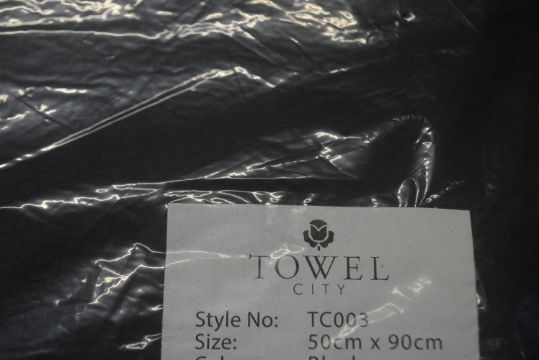 TOWEL
CITY
Style No: TC003
Size: 50cm x 90cm